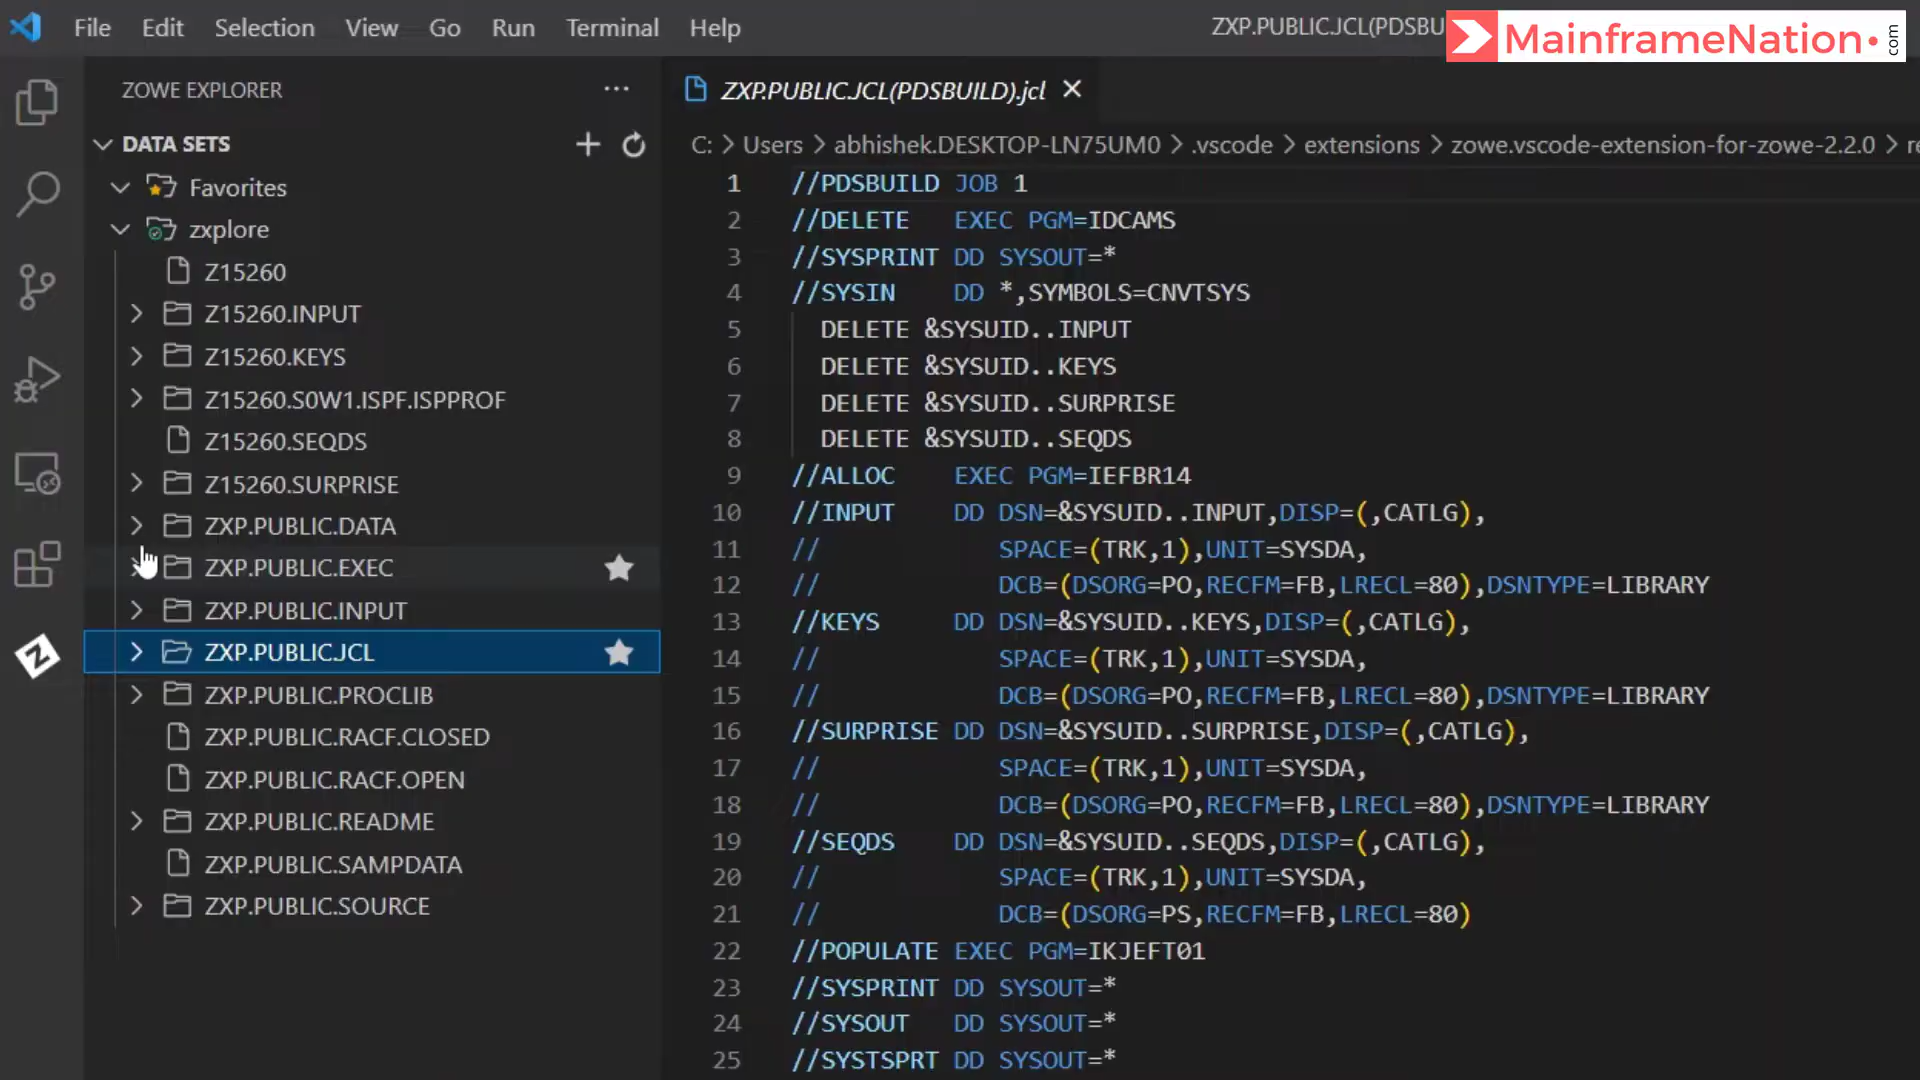 File Edit Selection View Go Run Terminal Help
ZXP.PUBLIC.JCL(PDSBU
MainframeNation.com
ZOWE EXPLORER ...
ZXP.PUBLIC.JCL(PDSBUILD).jcl
DATA SETS
C: > Users > abhishek.DESKTOP-LN75UM0 > .vscode > extensions > zowe.vscode-extension-for-zowe-2.2.0 > re
Favorites
zxplore
Z15260
Z15260.INPUT
Z15260.KEYS
Z15260.S0W1.ISPF.ISPPROF
Z15260.SEQDS
Z15260.SURPRISE
ZXP.PUBLIC.DATA
ZXP.PUBLIC.EXEC
ZXP.PUBLIC.INPUT
ZXP.PUBLIC.JCL
ZXP.PUBLIC.PROCLIB
ZXP.PUBLIC.RACF.CLOSED
ZXP.PUBLIC.RACF.OPEN
ZXP.PUBLIC.README
ZXP.PUBLIC.SAMPDATA
ZXP.PUBLIC.SOURCE
1 //PDSBUILD JOB 1
2 //DELETE   EXEC PGM=IDCAMS
3 //SYSPRINT DD SYSOUT=*
4 //SYSIN    DD *,SYMBOLS=CNVTSYS
5   DELETE &SYSUID..INPUT
6   DELETE &SYSUID..KEYS
7   DELETE &SYSUID..SURPRISE
8   DELETE &SYSUID..SEQDS
9 //ALLOC    EXEC PGM=IEFBR14
10 //INPUT    DD DSN=&SYSUID..INPUT,DISP=(,CATLG),
11 //            SPACE=(TRK,1),UNIT=SYSDA,
12 //            DCB=(DSORG=PO,RECFM=FB,LRECL=80),DSNTYPE=LIBRARY
13 //KEYS     DD DSN=&SYSUID..KEYS,DISP=(,CATLG),
14 //            SPACE=(TRK,1),UNIT=SYSDA,
15 //            DCB=(DSORG=PO,RECFM=FB,LRECL=80),DSNTYPE=LIBRARY
16 //SURPRISE DD DSN=&SYSUID..SURPRISE,DISP=(,CATLG),
17 //            SPACE=(TRK,1),UNIT=SYSDA,
18 //            DCB=(DSORG=PO,RECFM=FB,LRECL=80),DSNTYPE=LIBRARY
19 //SEQDS    DD DSN=&SYSUID..SEQDS,DISP=(,CATLG),
20 //            SPACE=(TRK,1),UNIT=SYSDA,
21 //            DCB=(DSORG=PS,RECFM=FB,LRECL=80)
22 //POPULATE EXEC PGM=IKJEFT01
23 //SYSPRINT DD SYSOUT=*
24 //SYSOUT   DD SYSOUT=*
25 //SYSTSPRT DD SYSOUT=*